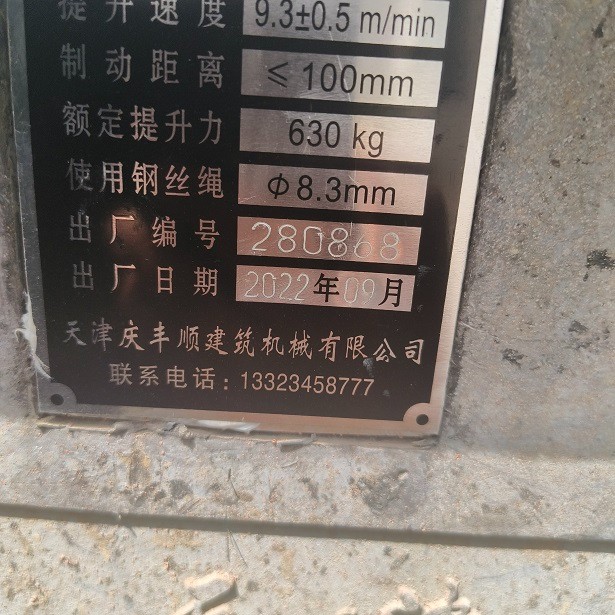 提升速度 9.3±0.5 m/min
制动距离 ≤100mm
额定提升力 630 kg
使用钢丝绳 Φ8.3mm
出厂编号 280868
出厂日期 2022年09月
天津庆丰顺建筑机械有限公司
联系电话：13323458777